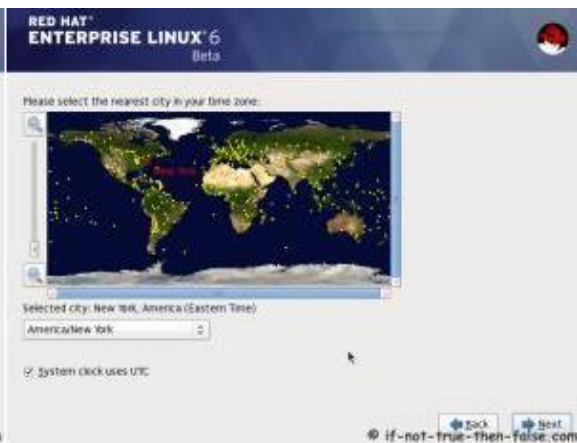 RED HAT
ENTERPRISE LINUX 6
Beta
Please select the nearest city in your time zone:
New York
Selected city: New York, America (Eastern Time)
America/New York
System clock uses UTC
Back
Next
© if-not-true-then-false.com